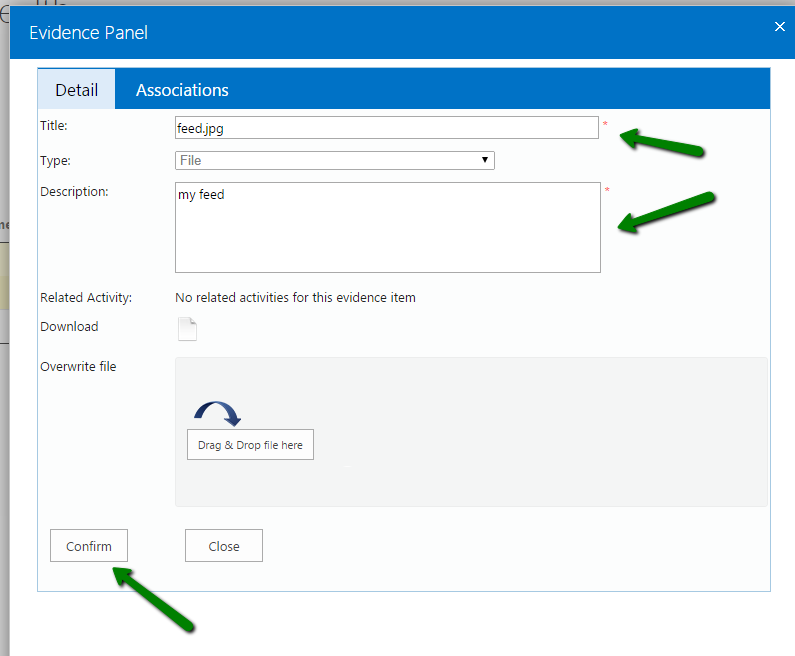 Evidence Panel
Detail Associations
Title: feed.jpg *
Type: File
Description: my feed *
Related Activity: No related activities for this evidence item
Download
Overwrite file
Drag & Drop file here
Confirm Close